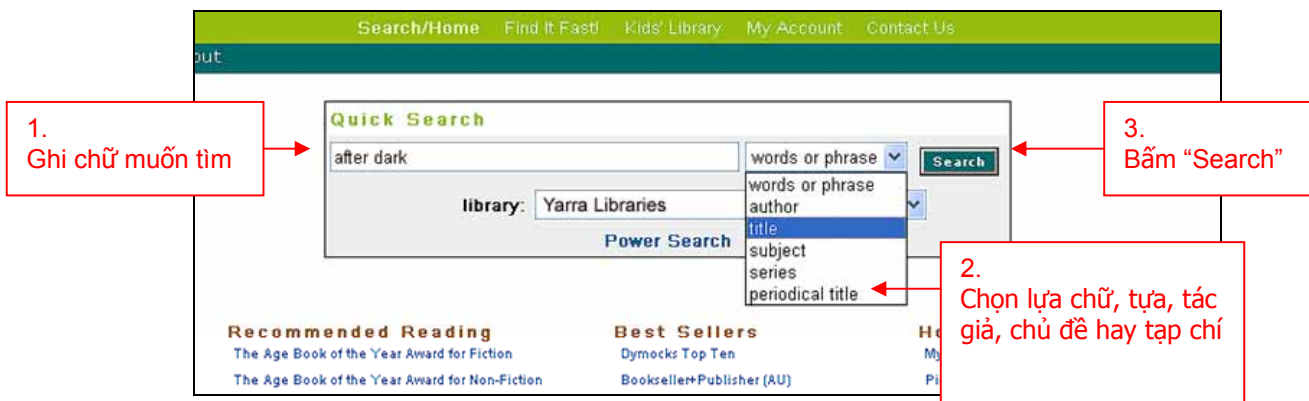 Search/Home Find It Fast! Kids' Library My Account Contact Us
out
1.
Ghi chữ muốn tìm
Quick Search
after dark
words or phrase
Search
3.
Bấm “Search”
library: Yarra Libraries
words or phrase
author
title
subject
series
periodical title
Power Search
2.
Chọn lựa chữ, tựa, tác
giả, chủ đề hay tạp chí
Recommended Reading
The Age Book of the Year Award for Fiction
The Age Book of the Year Award for Non-Fiction
Best Sellers
Dymocks Top Ten
Bookseller+Publisher (AU)